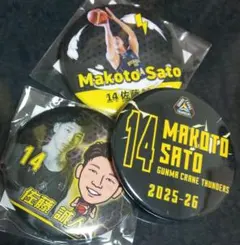 Makoto Sato
14 佐藤
14
佐藤 誠
14 MAKOTO
SATO
GUNMA CRANE THUNDERS
2025-26